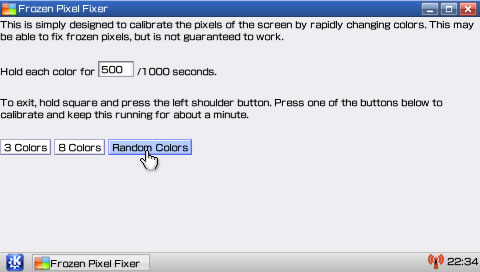 Frozen Pixel Fixer
This is simply designed to calibrate the pixels of the screen by rapidly changing colors. This may
be able to fix frozen pixels, but is not guaranteed to work.
Hold each color for 500 /1000 seconds.
To exit, hold square and press the left shoulder button. Press one of the buttons below to
calibrate and keep this running for about a minute.
3 Colors 8 Colors Random Colors
Frozen Pixel Fixer 22:34